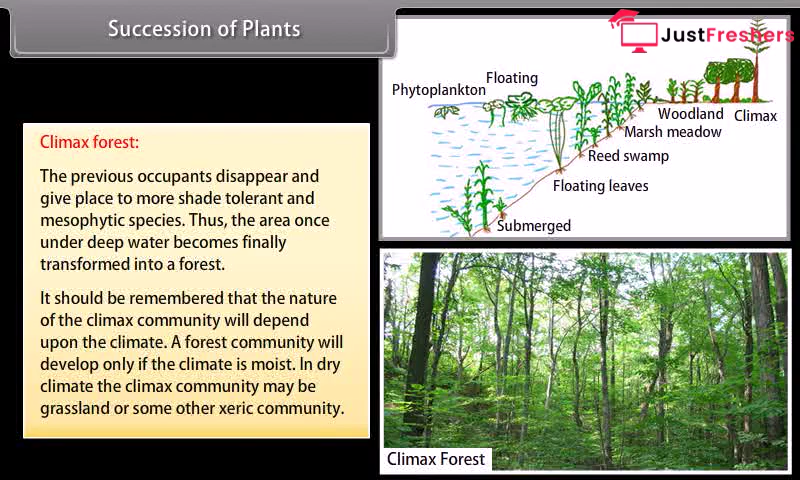 Succession of Plants
JustFreshers
Climax forest:
The previous occupants disappear and
give place to more shade tolerant and
mesophytic species. Thus, the area once
under deep water becomes finally
transformed into a forest.
It should be remembered that the nature
of the climax community will depend
upon the climate. A forest community will
develop only if the climate is moist. In dry
climate the climax community may be
grassland or some other xeric community.
Floating
Phytoplankton
Woodland
Climax
Marsh meadow
Reed swamp
Floating leaves
Submerged
Climax Forest